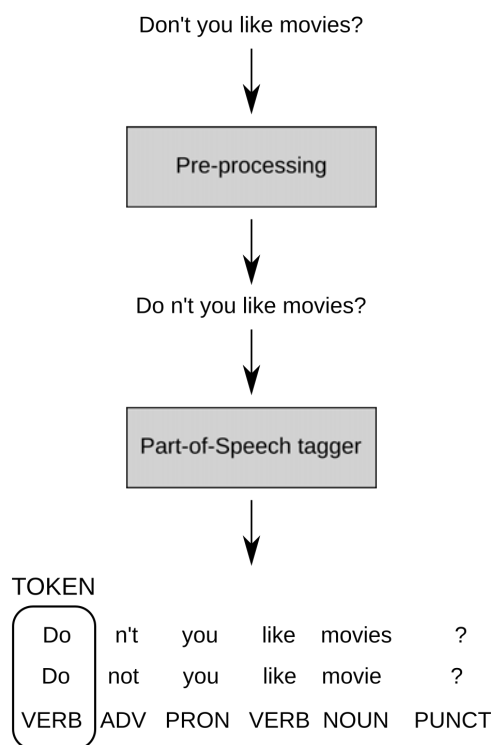 Don't you like movies?
Pre-processing
Do n't you like movies?
Part-of-Speech tagger
TOKEN
Do n't you like movies ?
Do not you like movie ?
VERB ADV PRON VERB NOUN PUNCT